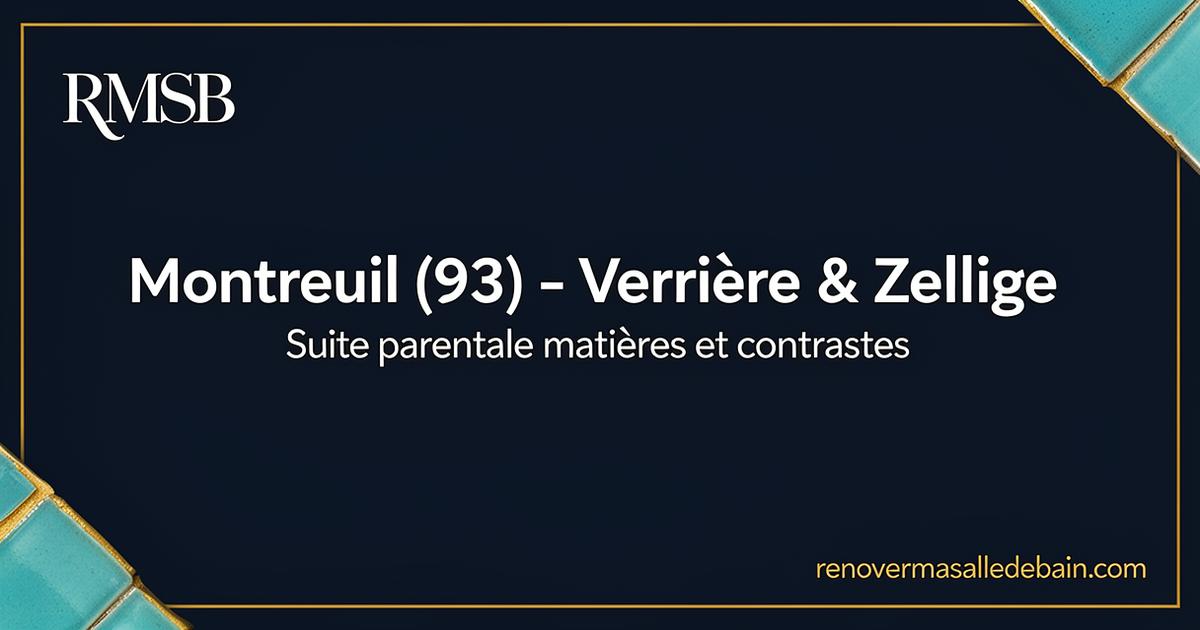 RMSB
Montreuil (93) – Verrière & Zellige
Suite parentale matières et contrastes
renovermasalledebain.com